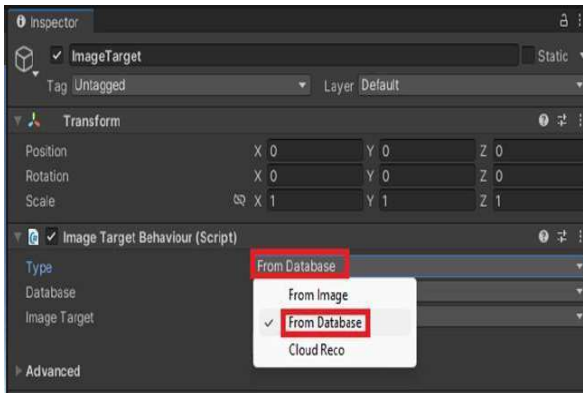 Inspector
ImageTarget Static
Tag Untagged Layer Default
Transform
Position X 0 Y 0 Z 0
Rotation X 0 Y 0 Z 0
Scale X 1 Y 1 Z 1
Image Target Behaviour (Script)
Type From Database
Database From Image
Image Target From Database
Cloud Reco
Advanced